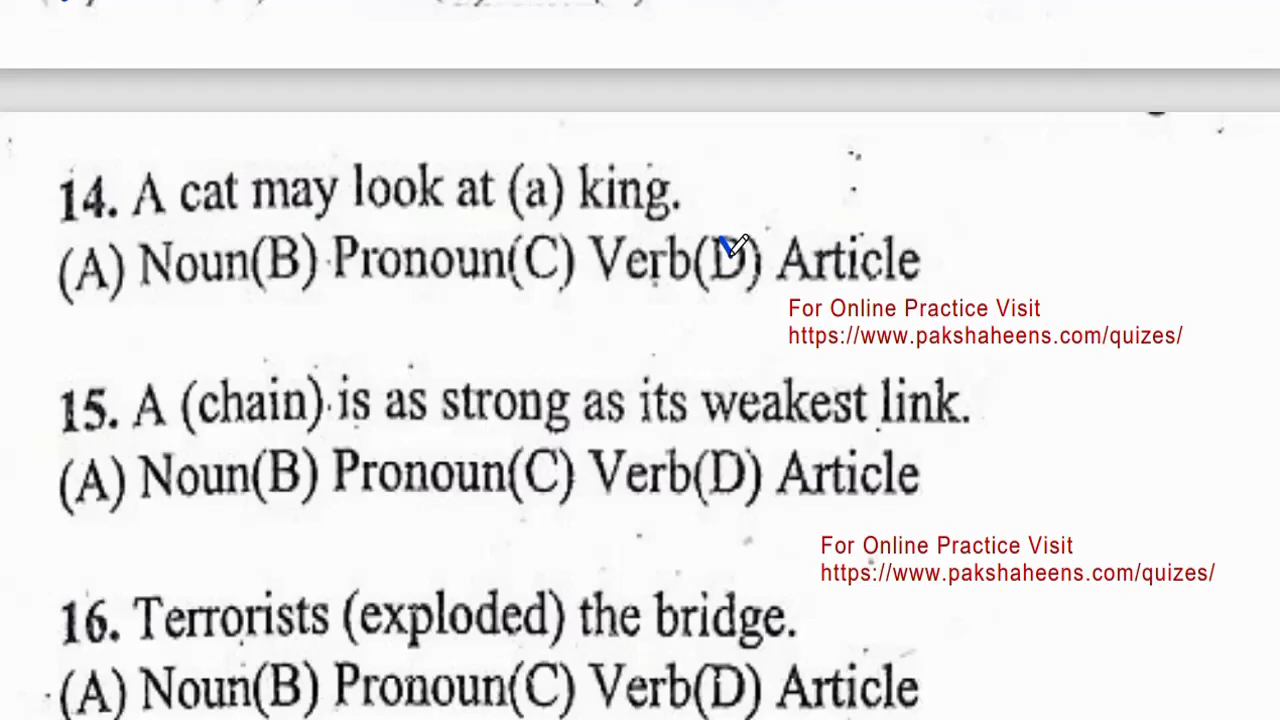 14. A cat may look at (a) king.
(A) Noun(B) Pronoun(C) Verb(D) Article
For Online Practice Visit
https://www.pakshaheens.com/quizes/
15. A (chain) is as strong as its weakest link.
(A) Noun(B) Pronoun(C) Verb(D) Article
For Online Practice Visit
https://www.pakshaheens.com/quizes/
16. Terrorists (exploded) the bridge.
(A) Noun(B) Pronoun(C) Verb(D) Article